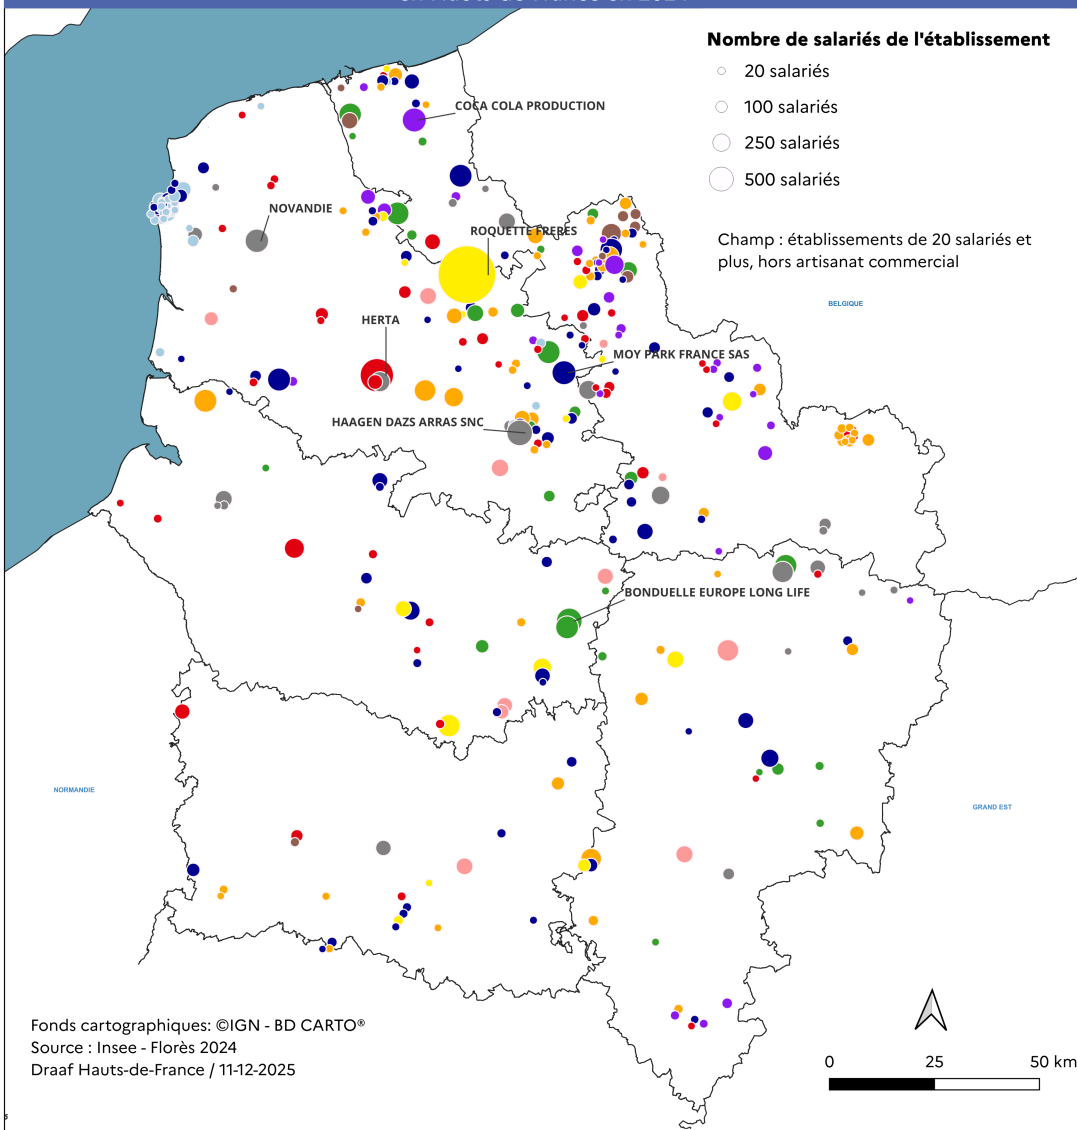 Nombre de salariés de l'établissement
20 salariés
100 salariés
250 salariés
500 salariés
Champ : établissements de 20 salariés et
plus, hors artisanat commercial
COCA COLA PRODUCTION
NOVANDIE
ROQUETTE FRERES
BELGIQUE
HERTA
MOY PARK FRANCE SAS
HAAGEN DAZS ARRAS SNC
BONDUELLE EUROPE LONG LIFE
NORMANDIE
GRAND EST
Fonds cartographiques: ©IGN - BD CARTO®
Source : Insee - Florès 2024
Draaf Hauts-de-France / 11-12-2025
0 25 50 km